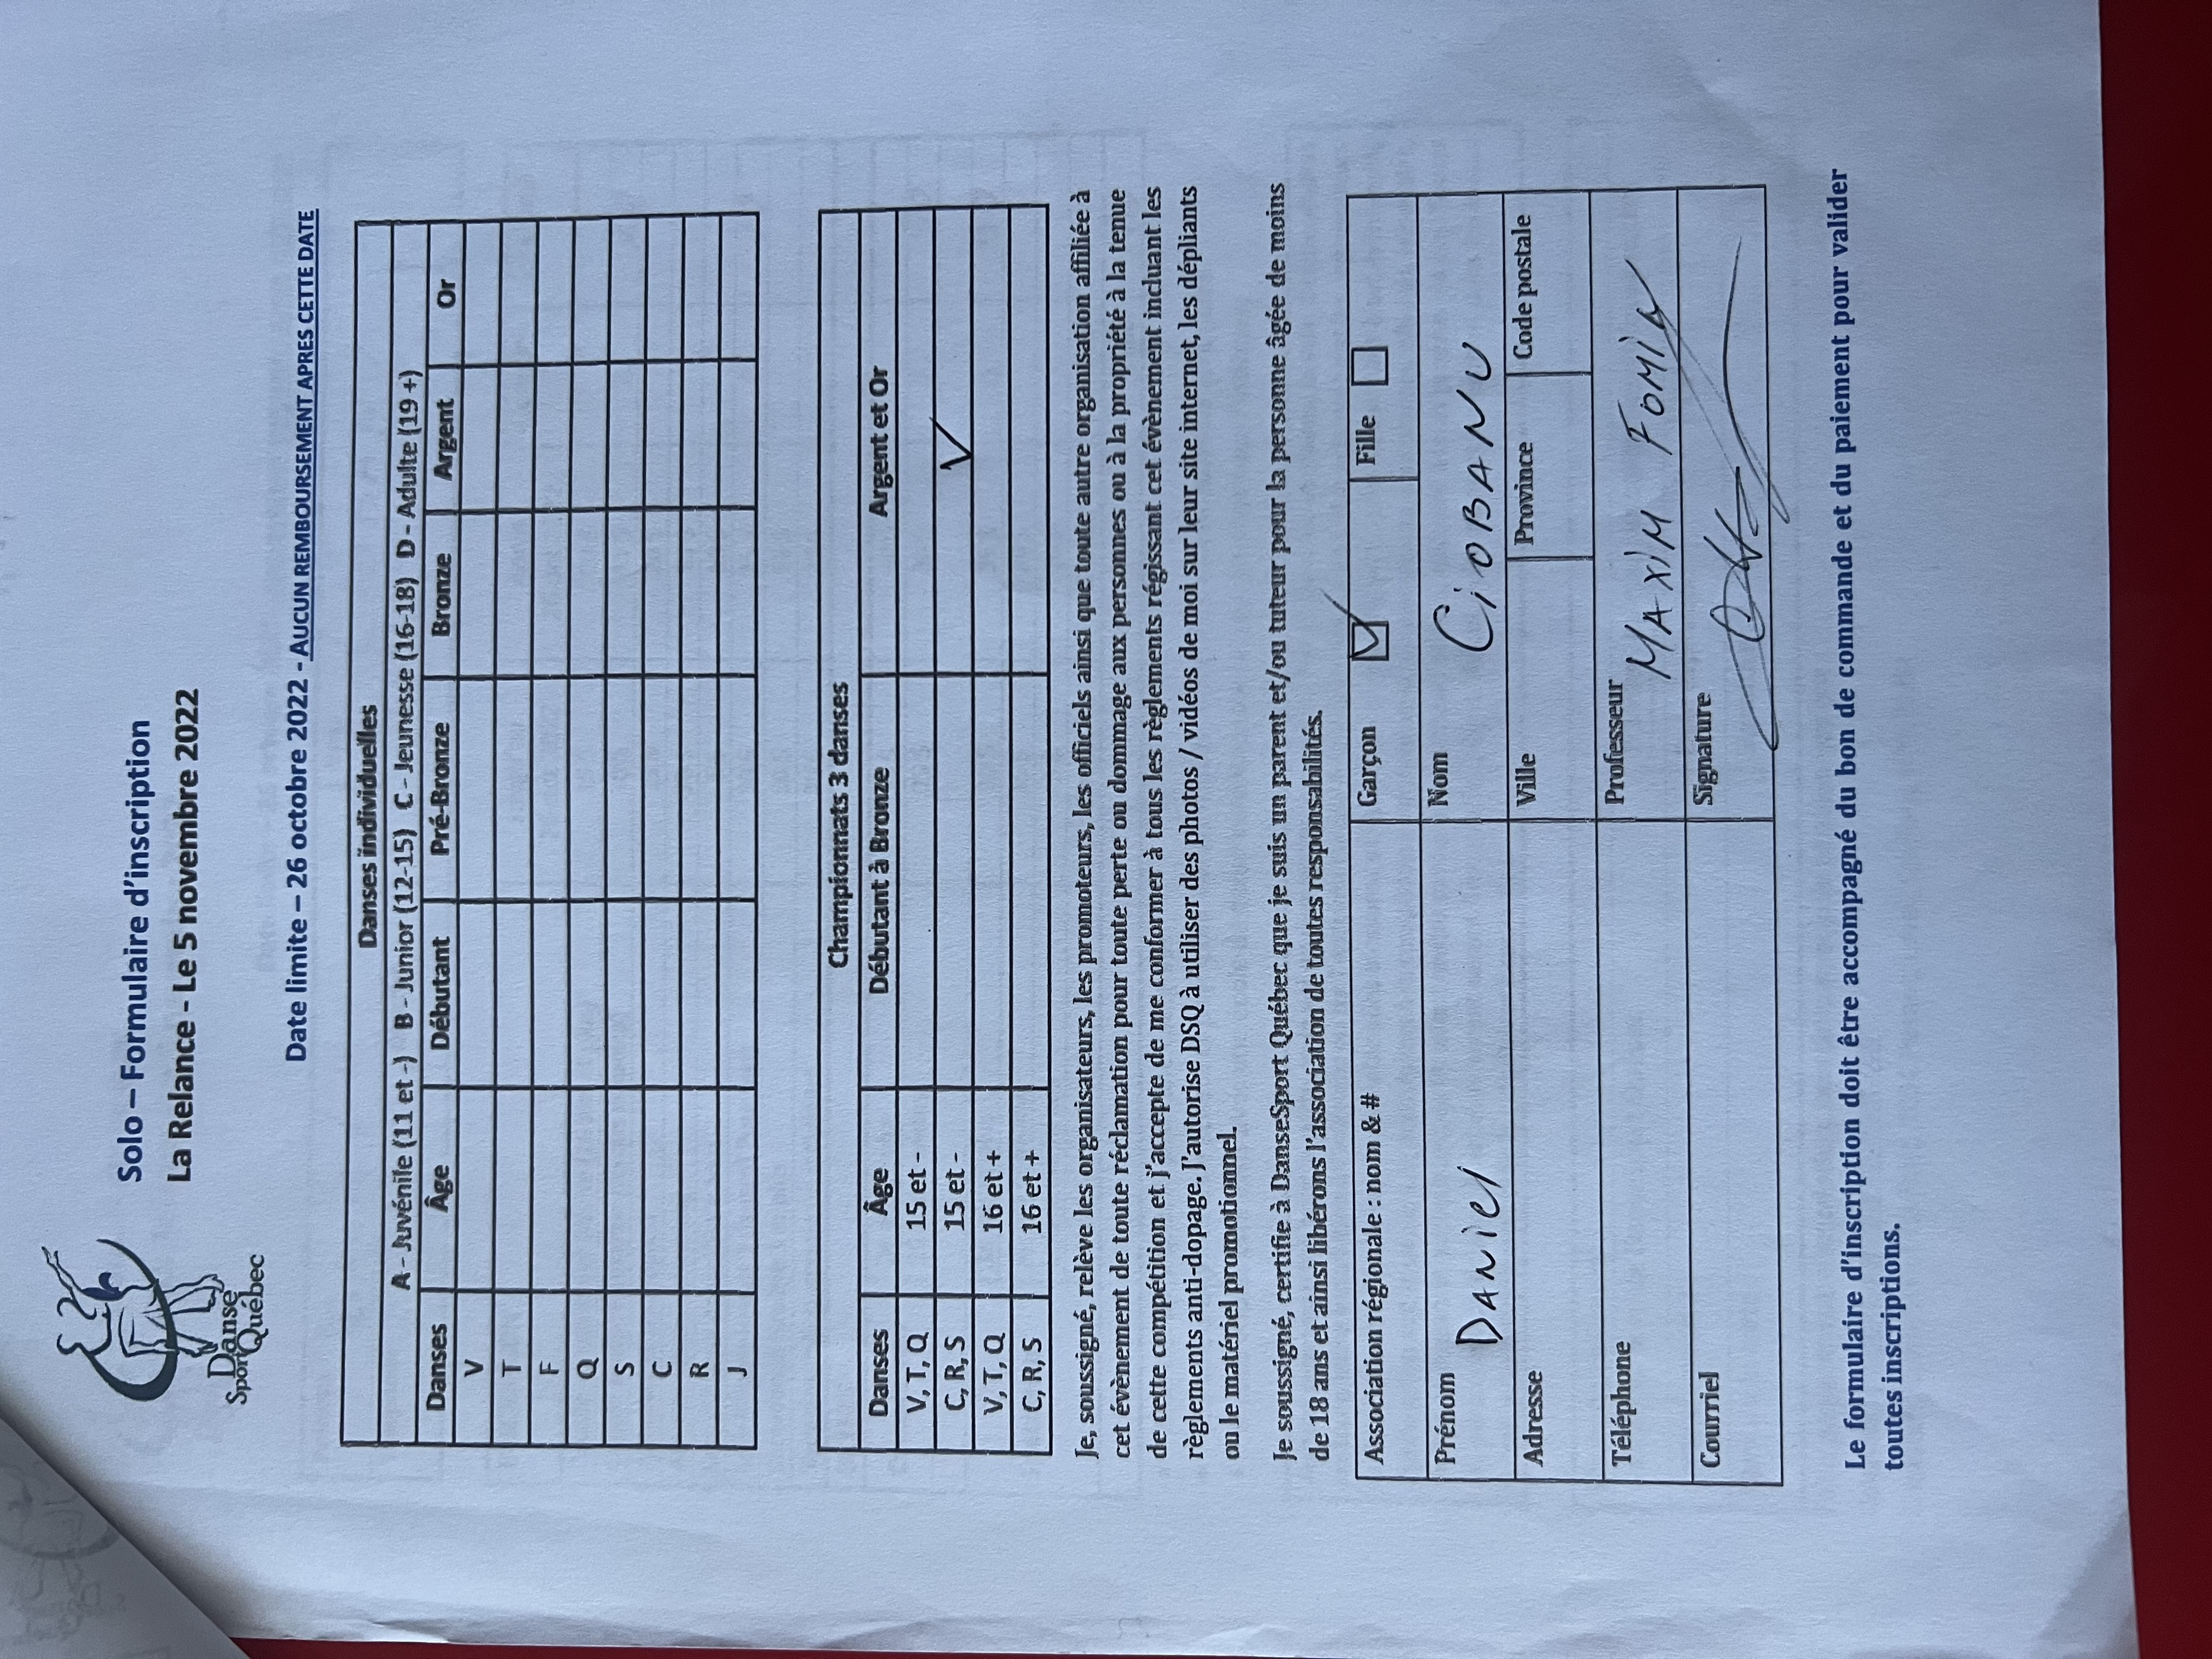 Danse
Sport Québec
Solo – Formulaire d'inscription
La Relance - Le 5 novembre 2022
Date limite – 26 octobre 2022 - AUCUN REMBOURSEMENT APRES CETTE DATE
Danses individuelles
A - Juvénile (11 et -) B - Junior (12-15) C - Jeunesse (16-18) D - Adulte (19 +)
Danses Âge Débutant Pré-Bronze Bronze Argent Or
V
T
F
Q
S
C
R
J
Championnats 3 danses
Danses Âge Débutant à Bronze Argent et Or
V, T, Q 15 et -
C, R, S 15 et - ✓
V, T, Q 16 et +
C, R, S 16 et +
Je, soussigné, relève les organisateurs, les promoteurs, les officiels ainsi que toute autre organisation affiliée à
cet évènement de toute réclamation pour toute perte ou dommage aux personnes ou à la propriété à la tenue
de cette compétition et j'accepte de me conformer à tous les règlements régissant cet évènement incluant les
règlements anti-dopage. J'autorise DSQ à utiliser des photos / vidéos de moi sur leur site internet, les dépliants
ou le matériel promotionnel.
Je soussigné, certifie à DanseSport Québec que je suis un parent et/ou tuteur pour la personne âgée de moins
de 18 ans et ainsi libérons l'association de toutes responsabilités.
Association régionale : nom & # Garçon ☑ Fille ☐
Prénom DANiel Nom CiOBANU
Adresse Ville Province Code postale
Téléphone Professeur MAXiM FOMiN
Courriel Signature
Le formulaire d'inscription doit être accompagné du bon de commande et du paiement pour valider
toutes inscriptions.